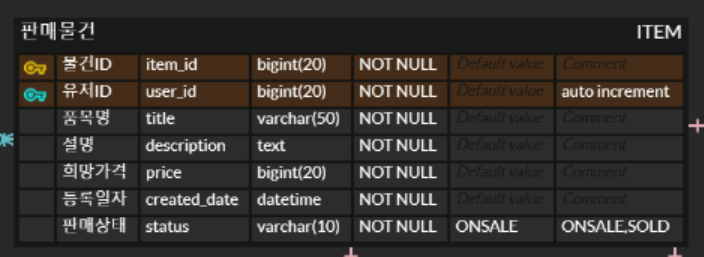 판매물건 ITEM
물건ID item_id bigint(20) NOT NULL Default value Comment
유저ID user_id bigint(20) NOT NULL Default value auto increment
품목명 title varchar(50) NOT NULL Default value Comment
설명 description text NOT NULL Default value Comment
희망가격 price bigint(20) NOT NULL Default value Comment
등록일자 created_date datetime NOT NULL Default value Comment
판매상태 status varchar(10) NOT NULL ONSALE ONSALE,SOLD